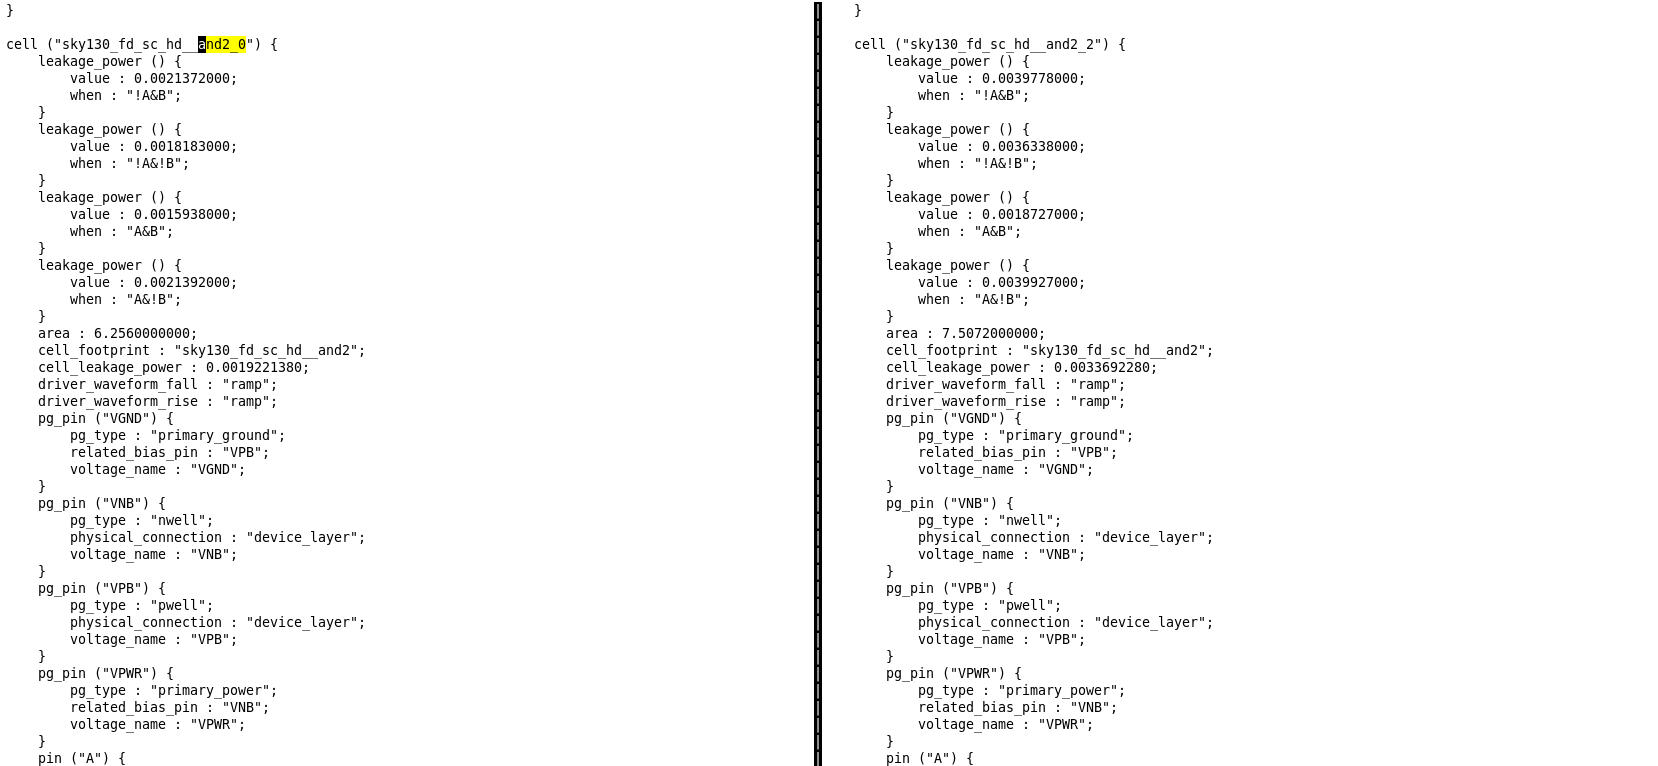 }

cell ("sky130_fd_sc_hd__and2_0") {
    leakage_power () {
        value : 0.0021372000;
        when : "!A&B";
    }
    leakage_power () {
        value : 0.0018183000;
        when : "!A&!B";
    }
    leakage_power () {
        value : 0.0015938000;
        when : "A&B";
    }
    leakage_power () {
        value : 0.0021392000;
        when : "A&!B";
    }
    area : 6.2560000000;
    cell_footprint : "sky130_fd_sc_hd__and2";
    cell_leakage_power : 0.0019221380;
    driver_waveform_fall : "ramp";
    driver_waveform_rise : "ramp";
    pg_pin ("VGND") {
        pg_type : "primary_ground";
        related_bias_pin : "VPB";
        voltage_name : "VGND";
    }
    pg_pin ("VNB") {
        pg_type : "nwell";
        physical_connection : "device_layer";
        voltage_name : "VNB";
    }
    pg_pin ("VPB") {
        pg_type : "pwell";
        physical_connection : "device_layer";
        voltage_name : "VPB";
    }
    pg_pin ("VPWR") {
        pg_type : "primary_power";
        related_bias_pin : "VNB";
        voltage_name : "VPWR";
    }
    pin ("A") {
}

cell ("sky130_fd_sc_hd__and2_2") {
    leakage_power () {
        value : 0.0039778000;
        when : "!A&B";
    }
    leakage_power () {
        value : 0.0036338000;
        when : "!A&!B";
    }
    leakage_power () {
        value : 0.0018727000;
        when : "A&B";
    }
    leakage_power () {
        value : 0.0039927000;
        when : "A&!B";
    }
    area : 7.5072000000;
    cell_footprint : "sky130_fd_sc_hd__and2";
    cell_leakage_power : 0.0033692280;
    driver_waveform_fall : "ramp";
    driver_waveform_rise : "ramp";
    pg_pin ("VGND") {
        pg_type : "primary_ground";
        related_bias_pin : "VPB";
        voltage_name : "VGND";
    }
    pg_pin ("VNB") {
        pg_type : "nwell";
        physical_connection : "device_layer";
        voltage_name : "VNB";
    }
    pg_pin ("VPB") {
        pg_type : "pwell";
        physical_connection : "device_layer";
        voltage_name : "VPB";
    }
    pg_pin ("VPWR") {
        pg_type : "primary_power";
        related_bias_pin : "VNB";
        voltage_name : "VPWR";
    }
    pin ("A") {